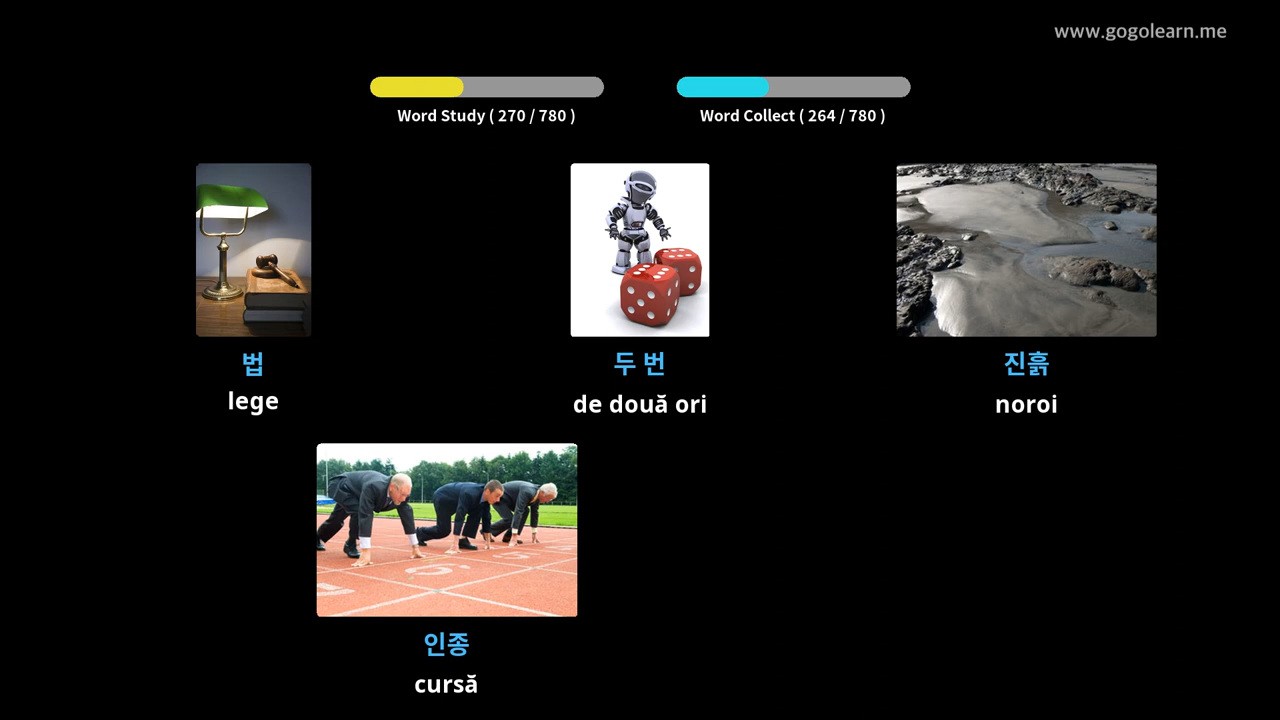 www.gogolearn.me
Word Study ( 270 / 780 )
Word Collect ( 264 / 780 )
법
lege
두 번
de două ori
진흙
noroi
인종
cursă